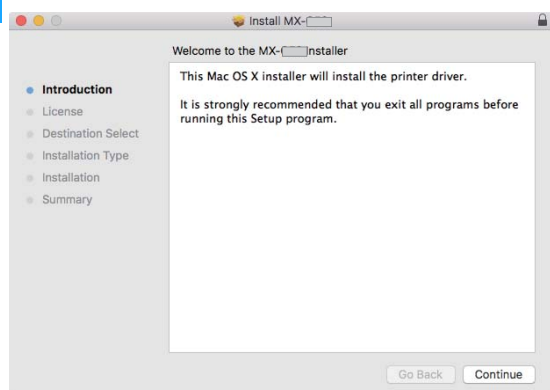 Install MX-
Welcome to the MX- Installer
Introduction
License
Destination Select
Installation Type
Installation
Summary
This Mac OS X installer will install the printer driver.
It is strongly recommended that you exit all programs before
running this Setup program.
Go Back
Continue